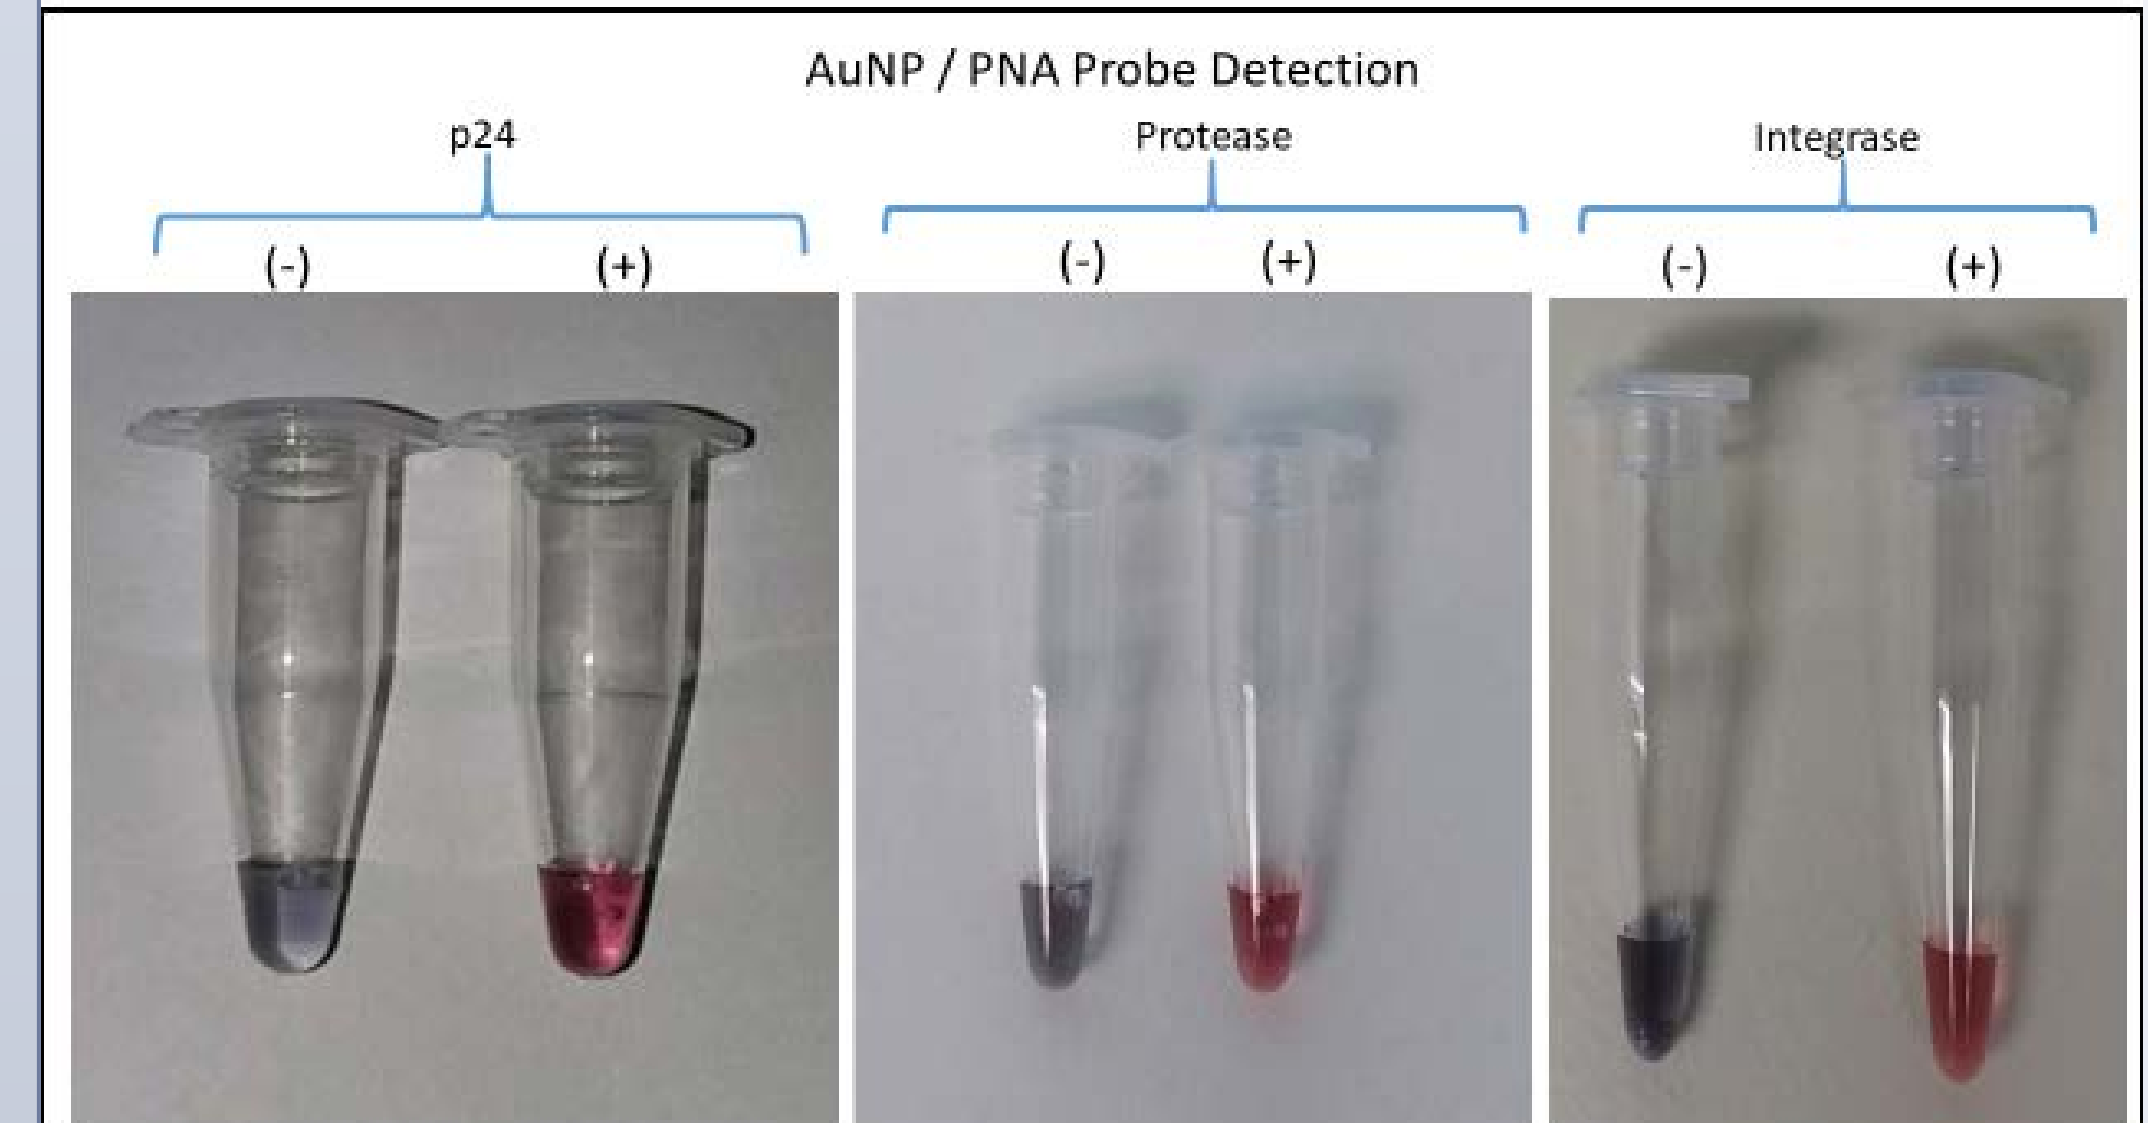 AuNP / PNA Probe Detection
p24
Protease
Integrase
(-)
(+)
(-)
(+)
(-)
(+)